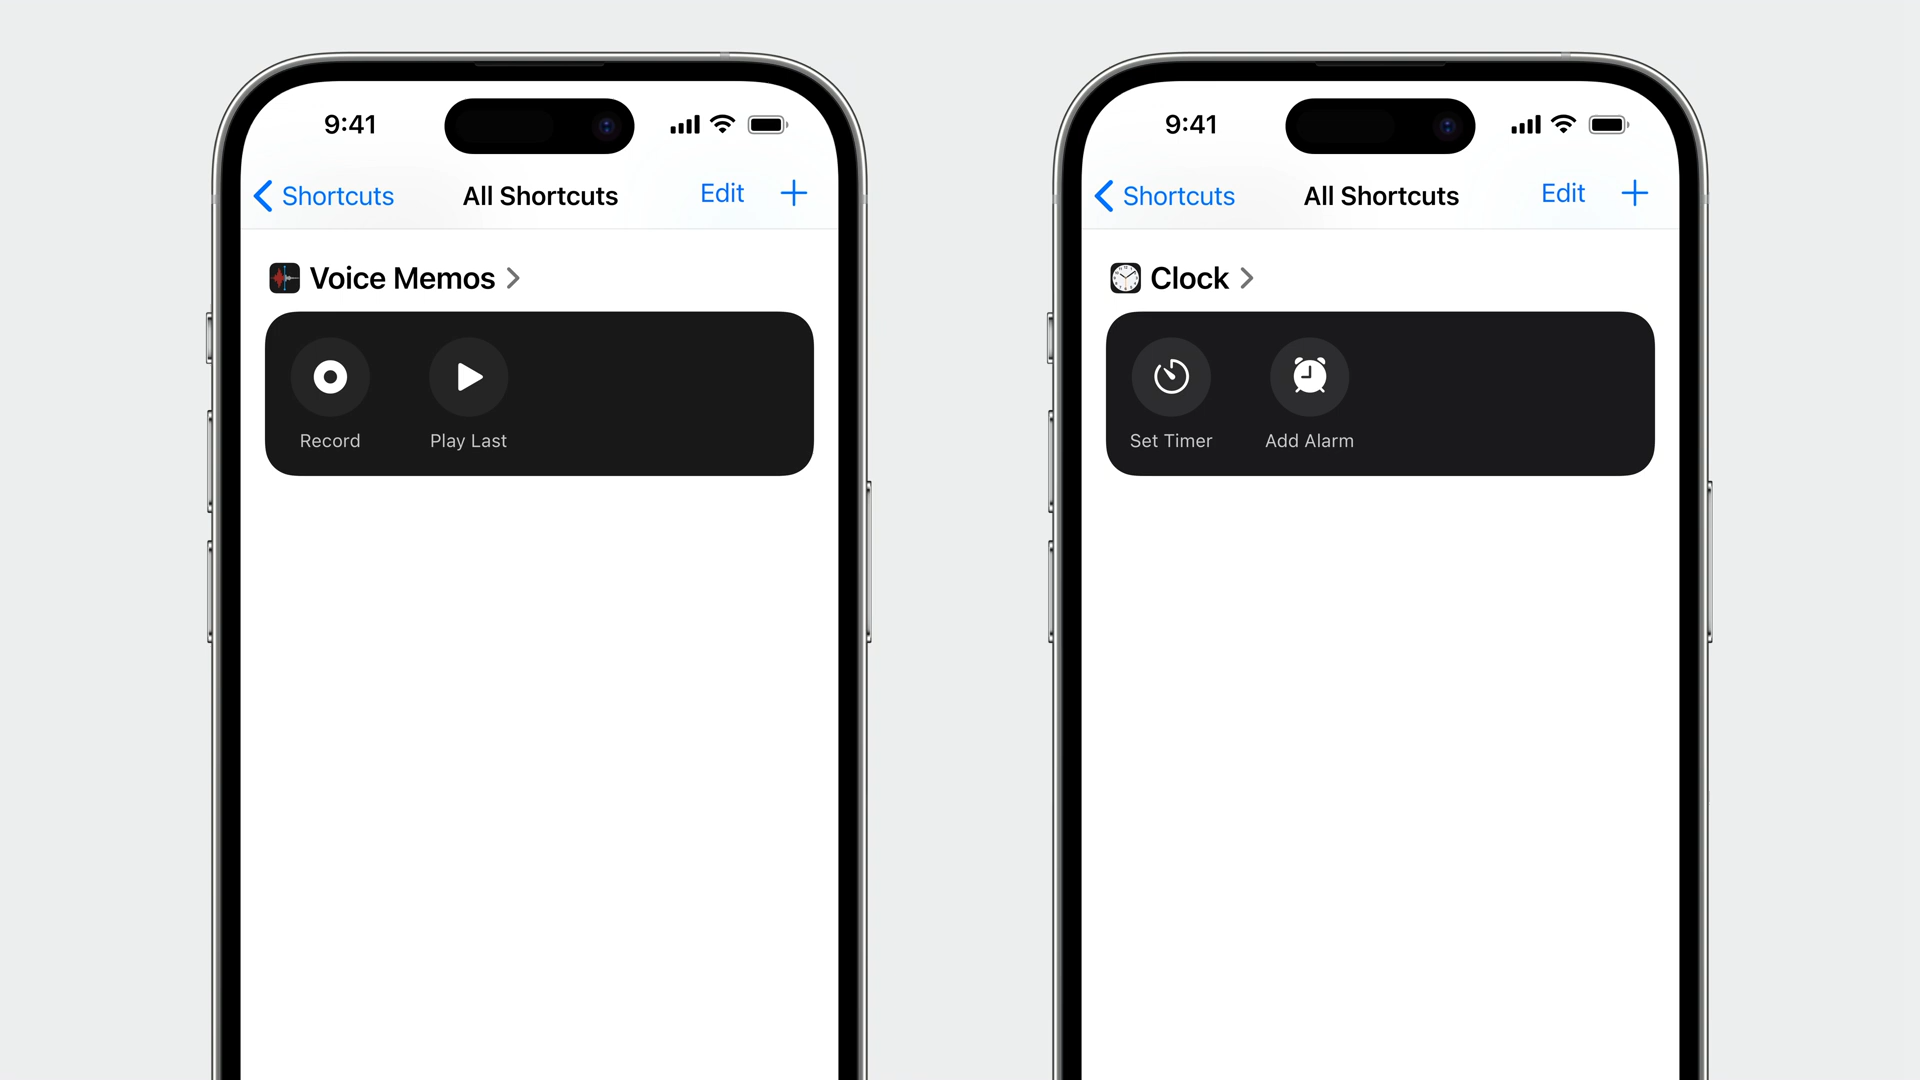 9:41
Shortcuts All Shortcuts Edit
Voice Memos
Record Play Last
9:41
Shortcuts All Shortcuts Edit
Clock
Set Timer Add Alarm